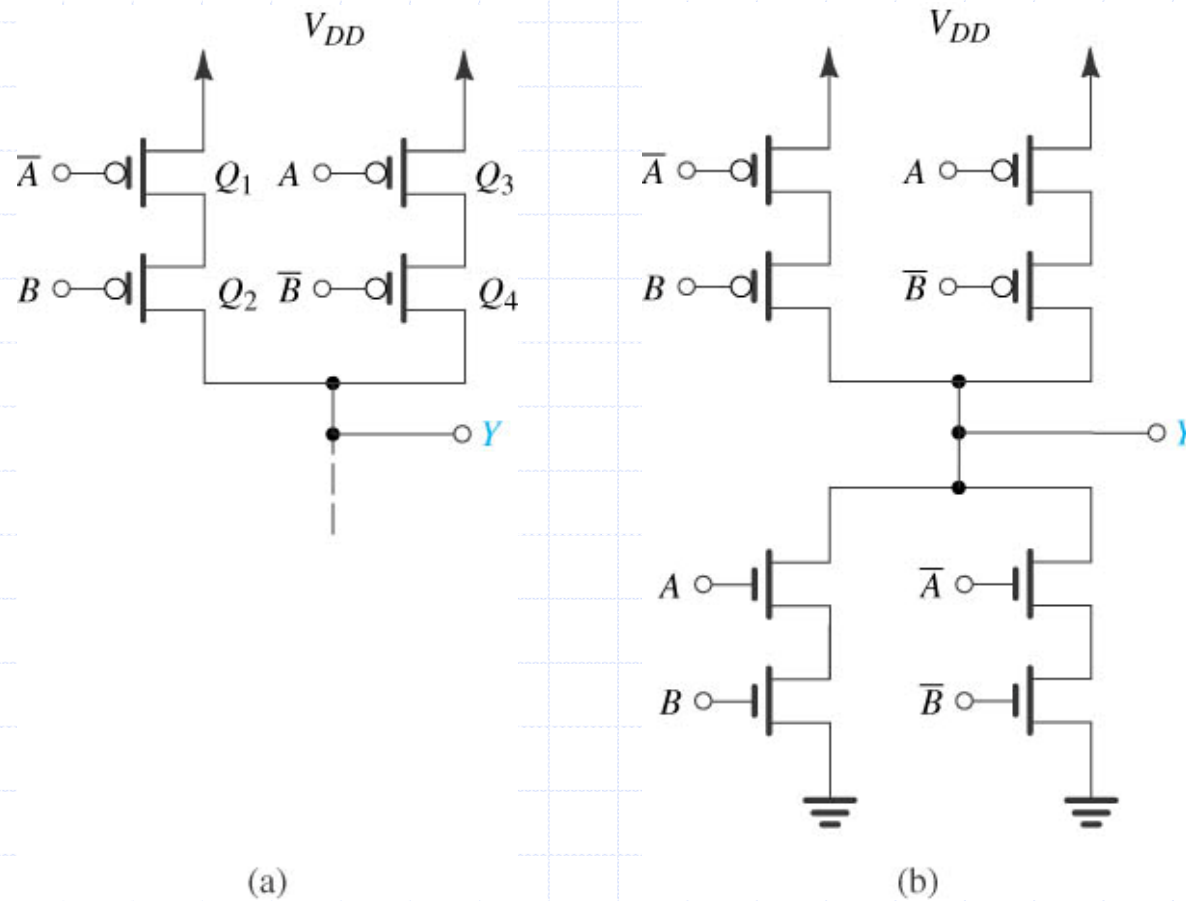 V_DD
A̅ Q₁ A Q₃
B Q₂ B̅ Q₄
Y
(a)
V_DD
A̅ A
B B̅
Y
A A̅
B B̅
(b)